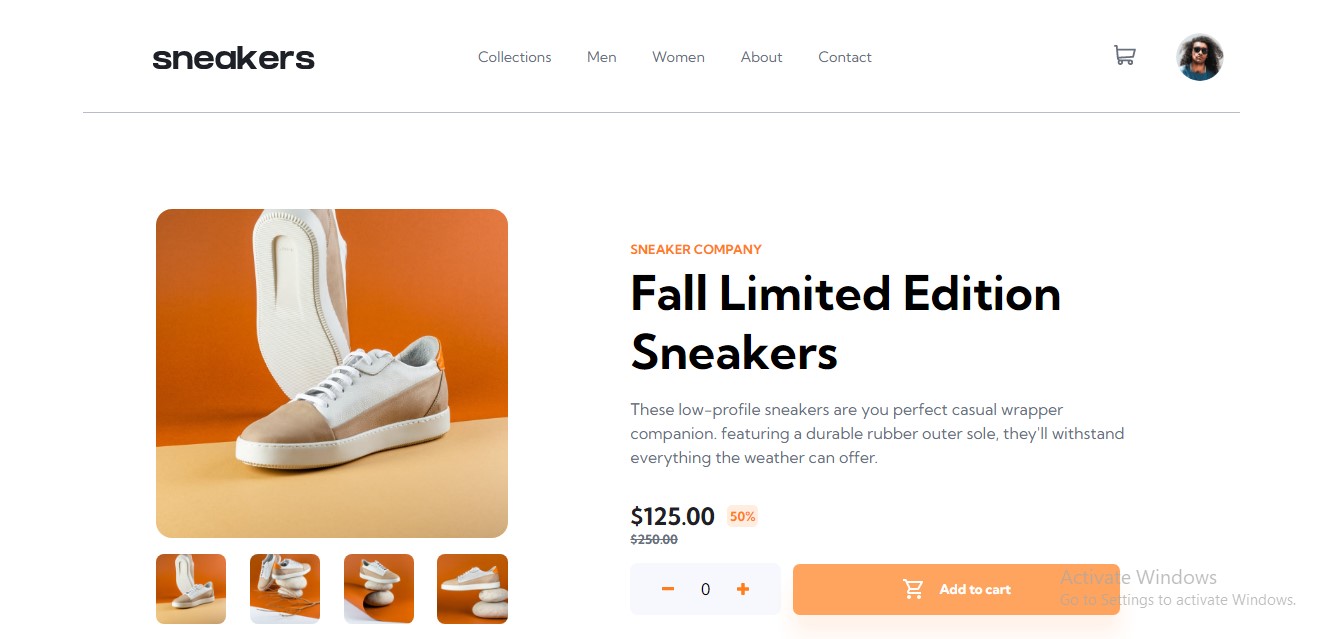 sneakers Collections Men Women About Contact
SNEAKER COMPANY
Fall Limited Edition
Sneakers
These low-profile sneakers are you perfect casual wrapper
companion. featuring a durable rubber outer sole, they'll withstand
everything the weather can offer.
$125.00 50%
$250.00
0 Add to cart
Activate Windows
Go to Settings to activate Windows.